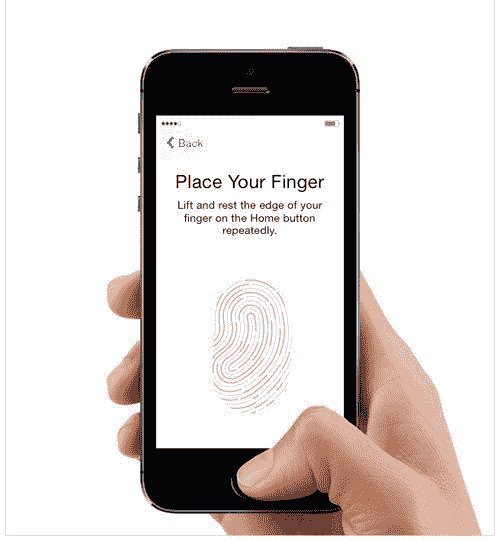 Back
Place Your Finger
Lift and rest the edge of your
finger on the Home button
repeatedly.